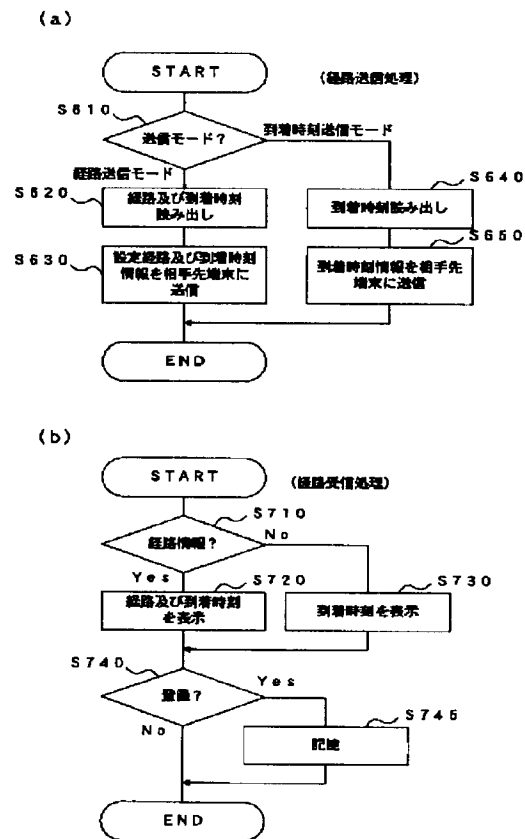 (a)
START
(経路送信処理)
S610
送信モード?
到着時刻送信モード
経路送信モード
S620
経路及び到着時刻
読み出し
S640
到着時刻読み出し
S630
設定経路及び到着時刻
情報を相手先端末に
送信
S650
到着時刻情報を相手先
端末に送信
END
(b)
START
(経路受信処理)
S710
経路情報?
No
Yes
S720
経路及び到着時刻
を表示
S730
到着時刻を表示
S740
登録?
Yes
No
S745
記憶
END